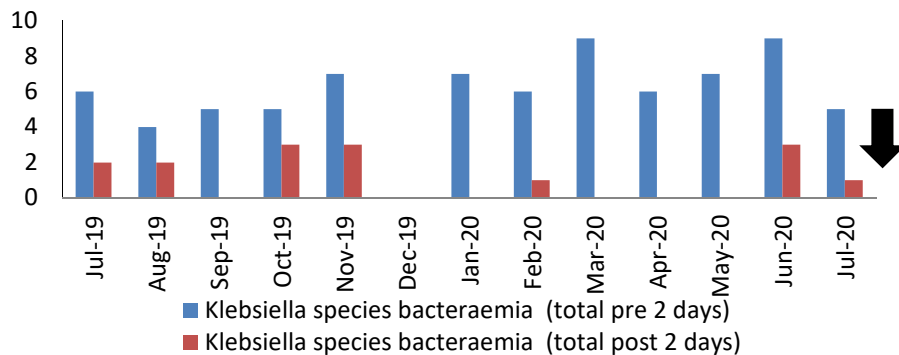 10
8
6
4
2
0
Jul-19 Aug-19 Sep-19 Oct-19 Nov-19 Dec-19 Jan-20 Feb-20 Mar-20 Apr-20 May-20 Jun-20 Jul-20
Klebsiella species bacteraemia (total pre 2 days)
Klebsiella species bacteraemia (total post 2 days)